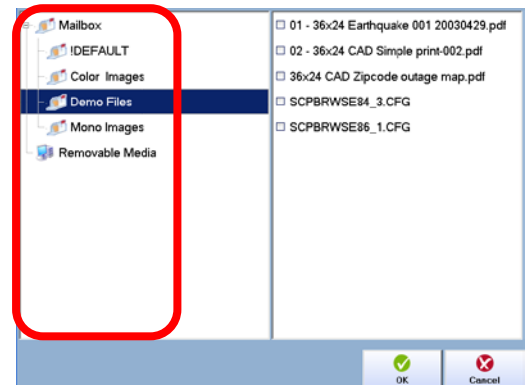 Mailbox
!DEFAULT
Color Images
Demo Files
Mono Images
Removable Media
01 - 36x24 Earthquake 001 20030429.pdf
02 - 36x24 CAD Simple print-002.pdf
36x24 CAD Zipcode outage map.pdf
SCPBRWSE84_3.CFG
SCPBRWSE86_1.CFG
OK
Cancel